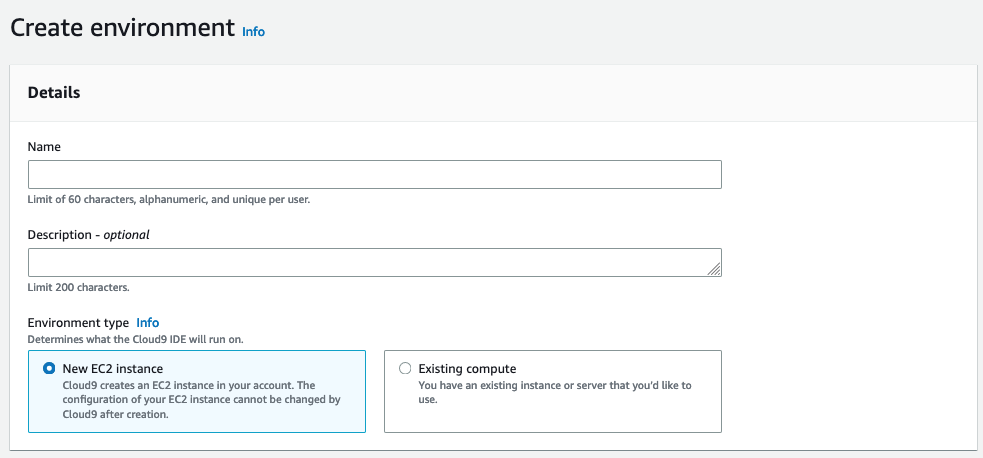 Create environment Info
Details
Name
Limit of 60 characters, alphanumeric, and unique per user.
Description - optional
Limit 200 characters.
Environment type Info
Determines what the Cloud9 IDE will run on.
New EC2 instance
Cloud9 creates an EC2 instance in your account. The
configuration of your EC2 instance cannot be changed by
Cloud9 after creation.
Existing compute
You have an existing instance or server that you'd like to
use.